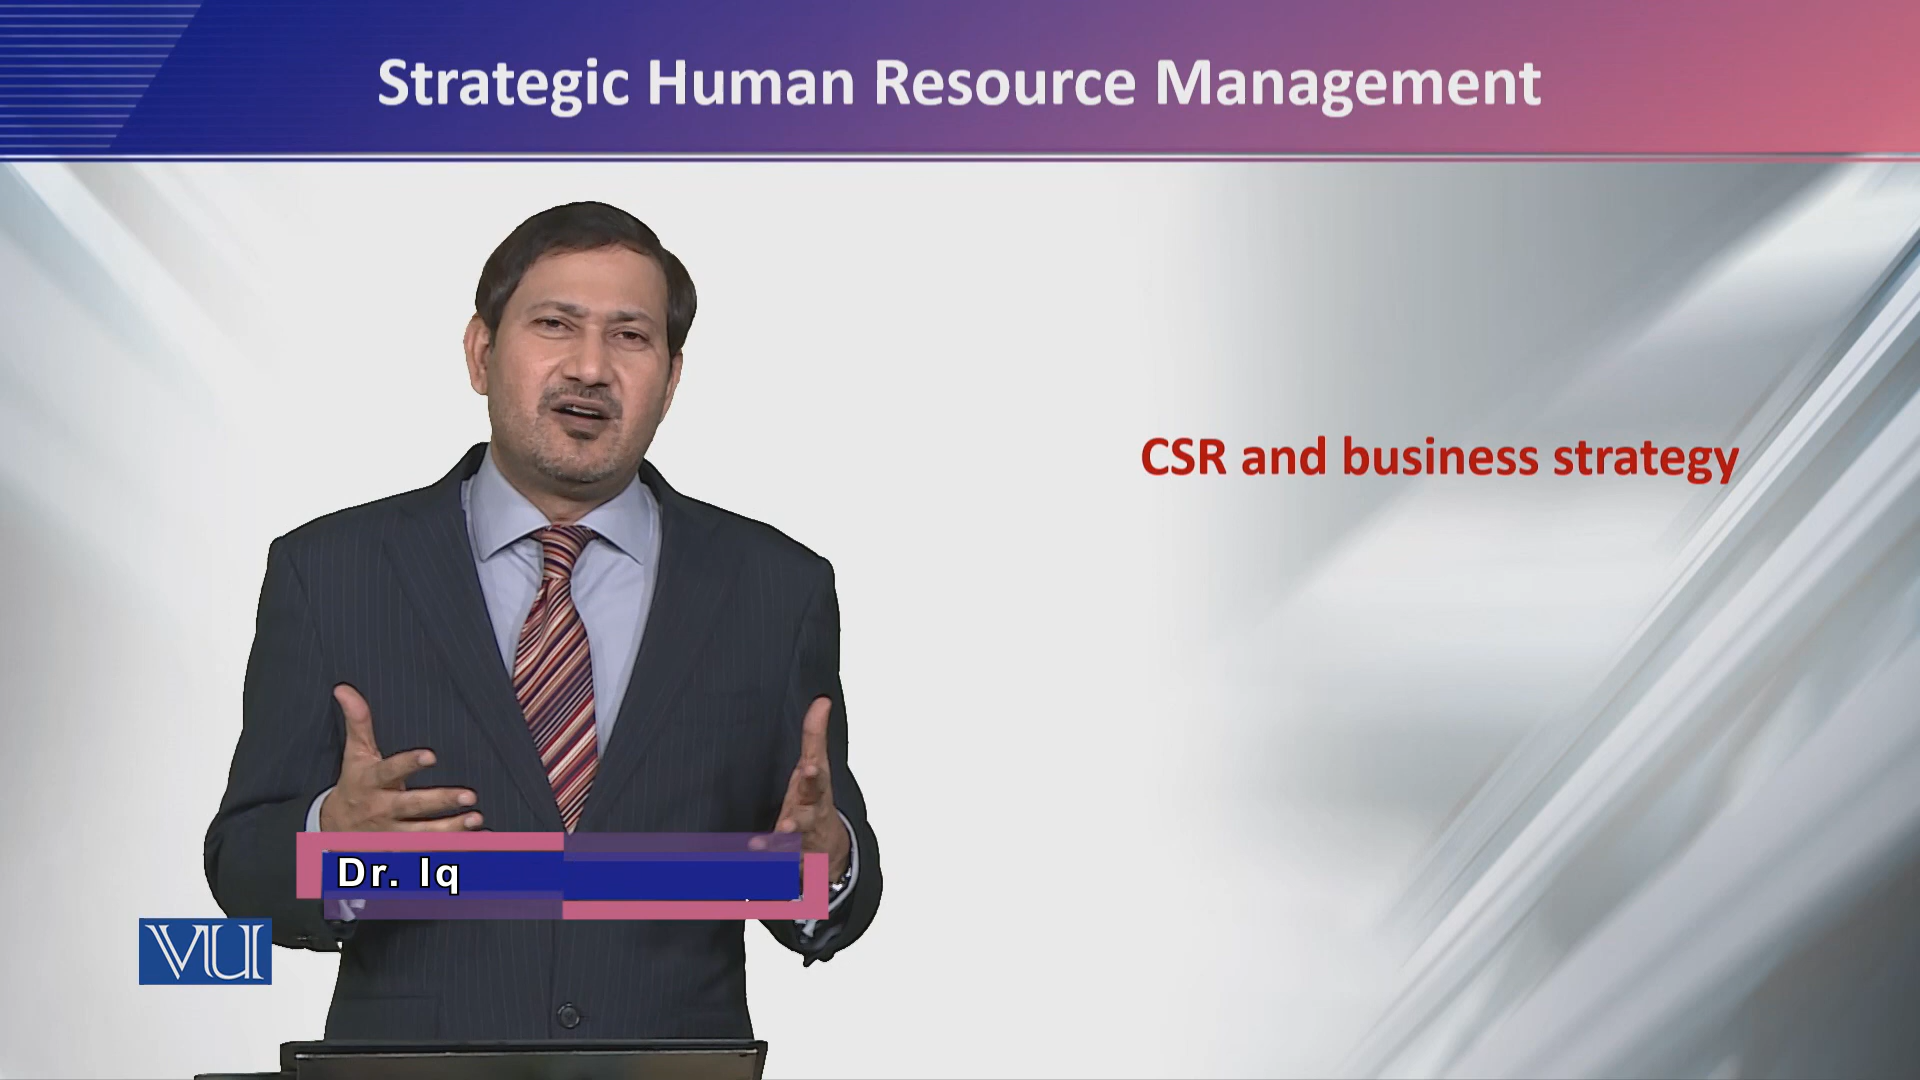 Strategic Human Resource Management
CSR and business strategy
Dr. Iq
VU